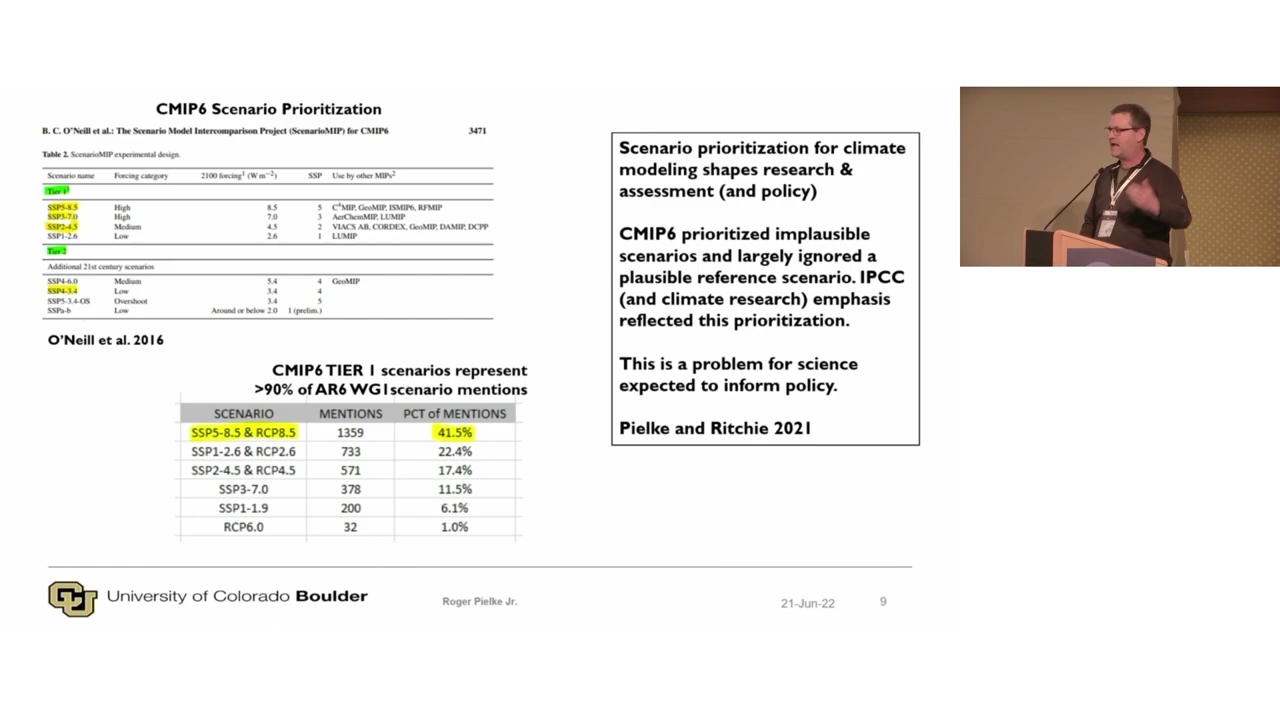 CMIP6 Scenario Prioritization
B. C. O'Neill et al.: The Scenario Model Intercomparison Project (ScenarioMIP) for CMIP6 3471
Table 2. ScenarioMIP experimental design.
Scenario name Forcing category 2100 forcing¹ (W m⁻²) SSP Use by other MIPs²
Tier 1
SSP5-8.5 High 8.5 5 C⁴MIP, GeoMIP, ISMIP6, RFMIP
SSP3-7.0 High 7.0 3 AerChemMIP, LUMIP
SSP2-4.5 Medium 4.5 2 VIACS AB, CORDEX, GeoMIP, DAMIP, DCPP
SSP1-2.6 Low 2.6 1 LUMIP
Tier 2
Additional 21st century scenarios
SSP4-6.0 Medium 5.4 4 GeoMIP
SSP4-3.4 Low 3.4 4
SSP5-3.4-OS Overshoot 3.4 5
SSPa-b Low Around or below 2.0 1 (prelim.)
O'Neill et al. 2016
CMIP6 TIER 1 scenarios represent
>90% of AR6 WG1scenario mentions
SCENARIO MENTIONS PCT of MENTIONS
SSP5-8.5 & RCP8.5 1359 41.5%
SSP1-2.6 & RCP2.6 733 22.4%
SSP2-4.5 & RCP4.5 571 17.4%
SSP3-7.0 378 11.5%
SSP1-1.9 200 6.1%
RCP6.0 32 1.0%
Scenario prioritization for climate
modeling shapes research &
assessment (and policy)
CMIP6 prioritized implausible
scenarios and largely ignored a
plausible reference scenario. IPCC
(and climate research) emphasis
reflected this prioritization.
This is a problem for science
expected to inform policy.
Pielke and Ritchie 2021
CU University of Colorado Boulder
Roger Pielke Jr.
21-Jun-22
9